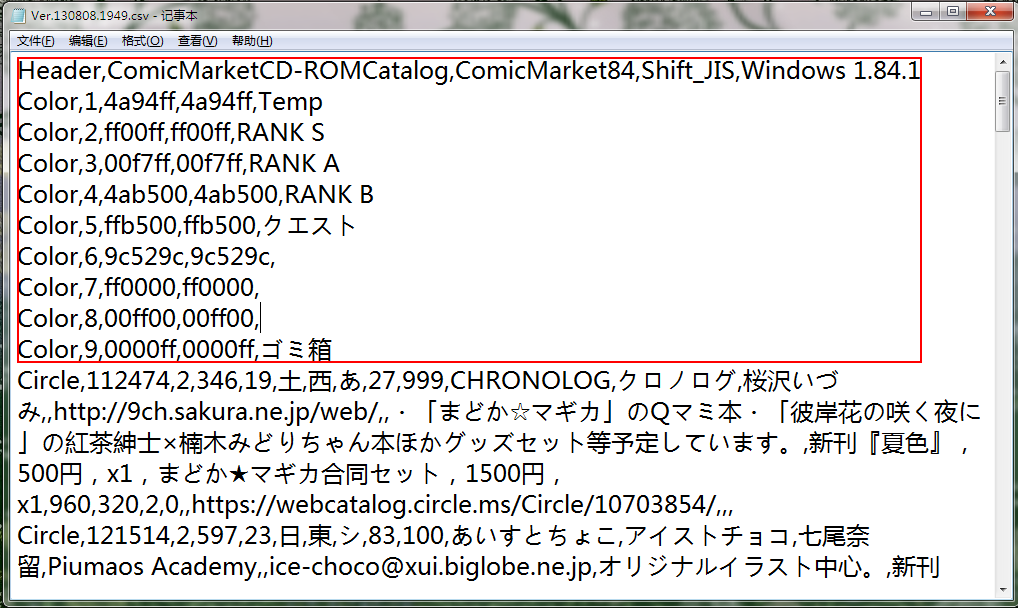 Ver.130808.1949.csv - 记事本
文件(F) 编辑(E) 格式(O) 查看(V) 帮助(H)
Header,ComicMarketCD-ROMCatalog,ComicMarket84,Shift_JIS,Windows 1.84.1
Color,1,4a94ff,4a94ff,Temp
Color,2,ff00ff,ff00ff,RANK S
Color,3,00f7ff,00f7ff,RANK A
Color,4,4ab500,4ab500,RANK B
Color,5,ffb500,ffb500,クエスト
Color,6,9c529c,9c529c,
Color,7,ff0000,ff0000,
Color,8,00ff00,00ff00,
Color,9,0000ff,0000ff,ゴミ箱
Circle,112474,2,346,19,土,西,あ,27,999,CHRONOLOG,クロノログ,桜沢いづ
み,,http://9ch.sakura.ne.jp/web/,,・「まどか☆マギカ」のQマミ本・「彼岸花の咲く夜に
」の紅茶紳士×楠木みどりちゃん本ほかグッズセット等予定しています。,新刊『夏色』，
500円，x1，まどか★マギカ合同セット，1500円，
x1,960,320,2,0,,https://webcatalog.circle.ms/Circle/10703854/,,,
Circle,121514,2,597,23,日,東,シ,83,100,あいすとちょこ,アイストチョコ,七尾奈
留,Piumaos Academy,,ice-choco@xui.biglobe.ne.jp,オリジナルイラスト中心。,新刊